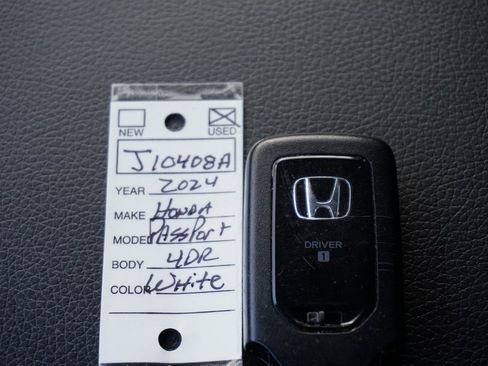 NEW USED
J10408A
YEAR 2024
MAKE HONDA
MODEL PASSPORT
BODY 4DR
COLOR WHITE
DRIVER
1